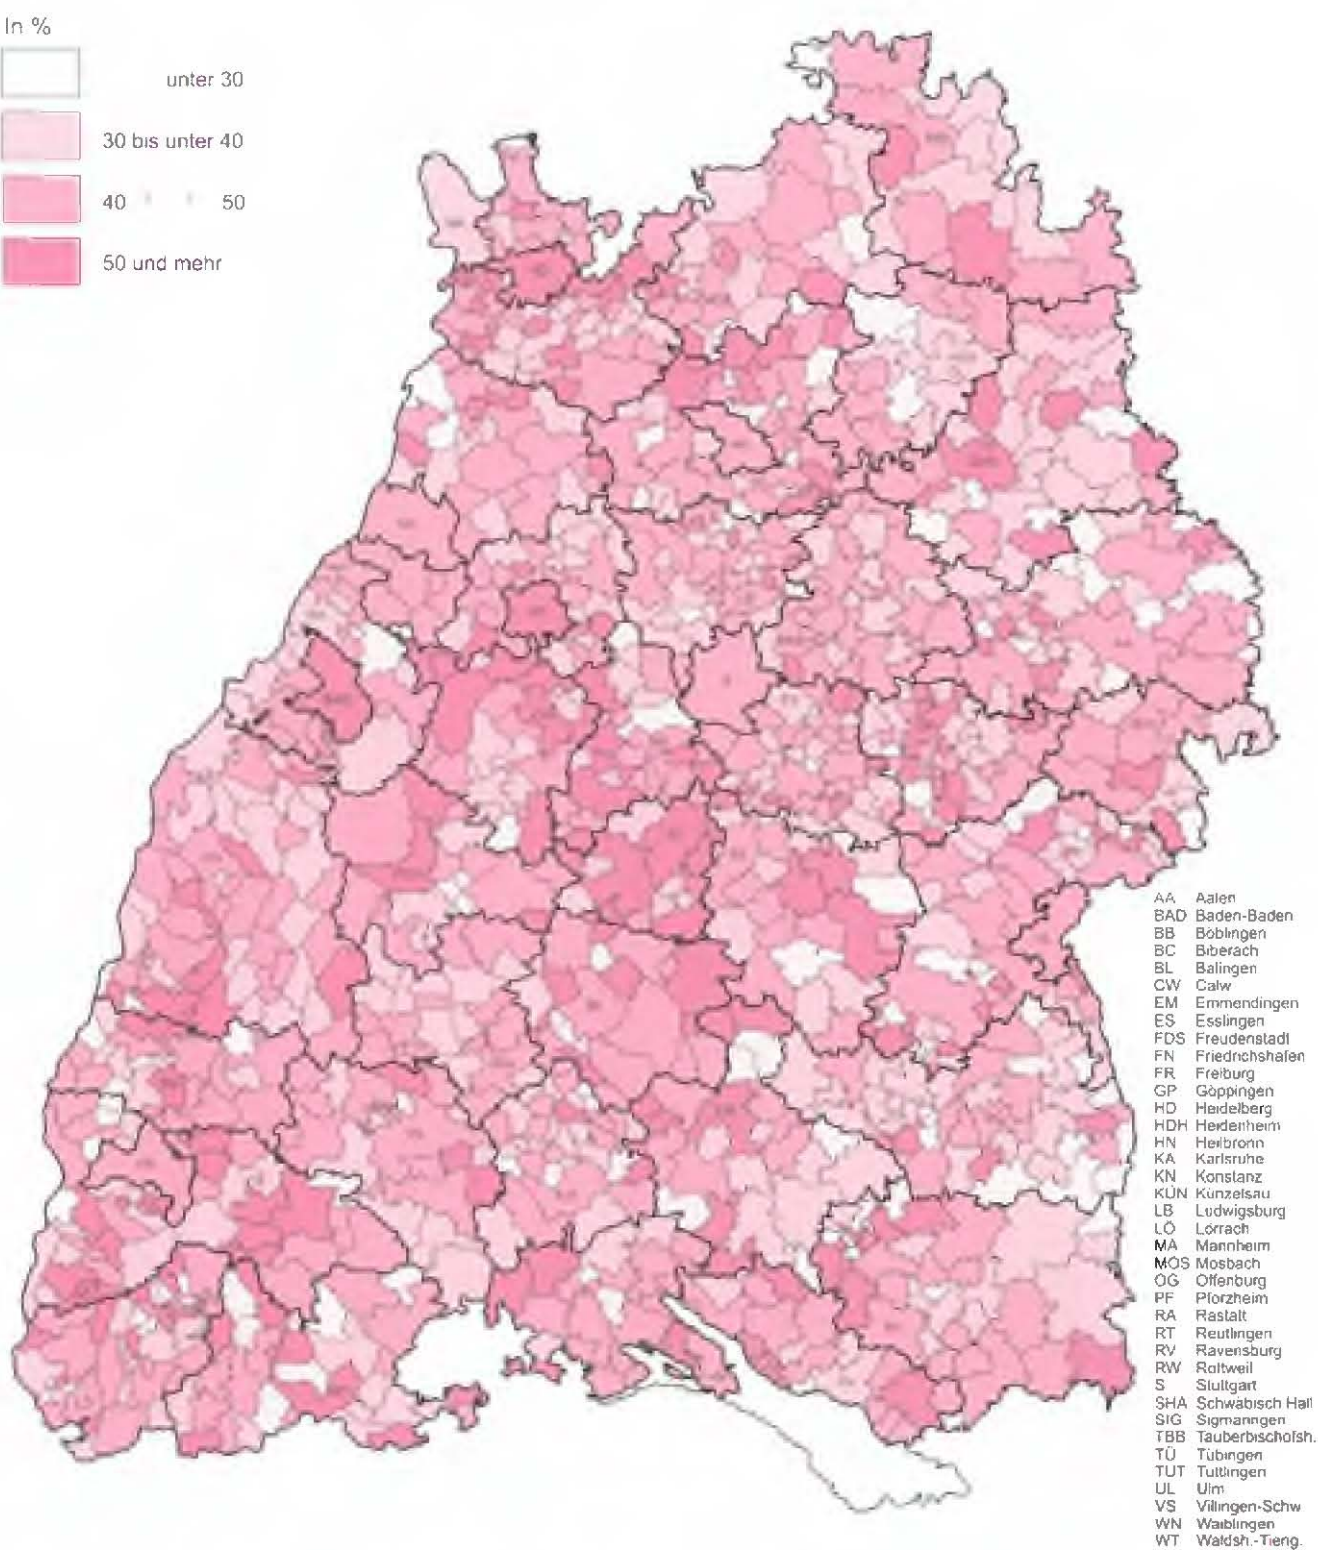 In %
unter 30
30 bis unter 40
40 " " 50
50 und mehr
AA Aalen
BAD Baden-Baden
BB Böblingen
BC Biberach
BL Balingen
CW Calw
EM Emmendingen
ES Esslingen
FDS Freudenstadt
FN Friedrichshafen
FR Freiburg
GP Göppingen
HD Heidelberg
HDH Heidenheim
HN Heilbronn
KA Karlsruhe
KN Konstanz
KÜN Künzelsau
LB Ludwigsburg
LÖ Lörrach
MA Mannheim
MOS Mosbach
OG Offenburg
PF Pforzheim
RA Rastatt
RT Reutlingen
RV Ravensburg
RW Rottweil
S Stuttgart
SHA Schwäbisch Hall
SIG Sigmaringen
TBB Tauberbischofsh.
TÜ Tübingen
TUT Tuttlingen
UL Ulm
VS Villingen-Schw
WN Waiblingen
WT Waldsh.-Tieng.